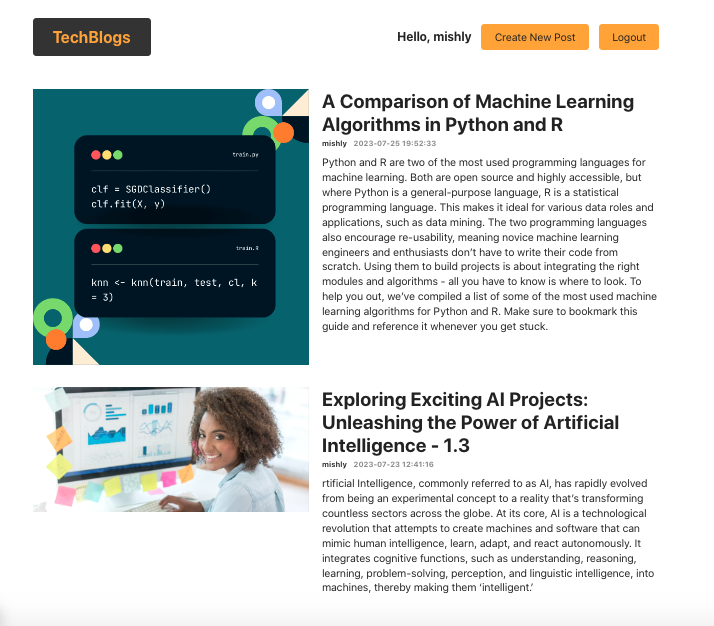 TechBlogs
Hello, mishly
Create New Post
Logout
train.py
clf = SGDClassifier()
clf.fit(X, y)
train.R
knn <- knn(train, test, cl, k
= 3)
A Comparison of Machine Learning
Algorithms in Python and R
mishly 2023-07-25 19:52:33
Python and R are two of the most used programming languages for
machine learning. Both are open source and highly accessible, but
where Python is a general-purpose language, R is a statistical
programming language. This makes it ideal for various data roles and
applications, such as data mining. The two programming languages
also encourage re-usability, meaning novice machine learning
engineers and enthusiasts don't have to write their code from
scratch. Using them to build projects is about integrating the right
modules and algorithms - all you have to know is where to look. To
help you out, we've compiled a list of some of the most used machine
learning algorithms for Python and R. Make sure to bookmark this
guide and reference it whenever you get stuck.
Exploring Exciting AI Projects:
Unleashing the Power of Artificial
Intelligence - 1.3
mishly 2023-07-23 12:41:16
rtificial Intelligence, commonly referred to as AI, has rapidly evolved
from being an experimental concept to a reality that's transforming
countless sectors across the globe. At its core, AI is a technological
revolution that attempts to create machines and software that can
mimic human intelligence, learn, adapt, and react autonomously. It
integrates cognitive functions, such as understanding, reasoning,
learning, problem-solving, perception, and linguistic intelligence, into
machines, thereby making them ‘intelligent.’